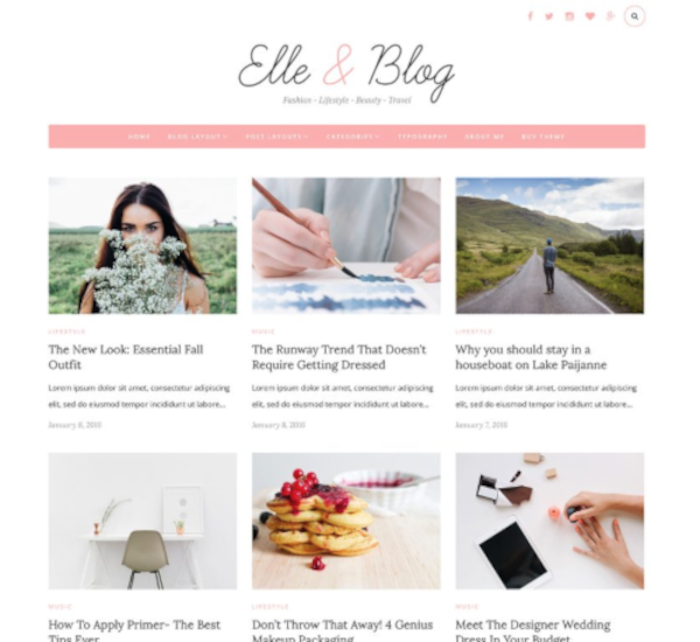 Elle & Blog
Fashion - Lifestyle - Beauty - Travel
HOME BLOG LAYOUT POST LAYOUTS CATEGORIES TYPOGRAPHY ABOUT ME BUY THEME
LIFESTYLE
The New Look: Essential Fall
Outfit
Lorem ipsum dolor sit amet, consectetur adipiscing
elit, sed do eiusmod tempor incididunt ut labore...
January 8, 2016
MUSIC
The Runway Trend That Doesn't
Require Getting Dressed
Lorem ipsum dolor sit amet, consectetur adipiscing
elit, sed do eiusmod tempor incididunt ut labore...
January 8, 2016
LIFESTYLE
Why you should stay in a
houseboat on Lake Paijanne
Lorem ipsum dolor sit amet, consectetur adipiscing
elit, sed do eiusmod tempor incididunt ut labore...
January 7, 2016
MUSIC
How To Apply Primer- The Best
Tips Ever
LIFESTYLE
Don't Throw That Away! 4 Genius
Makeup Packaging
MUSIC
Meet The Designer Wedding
Dress In Your Budget